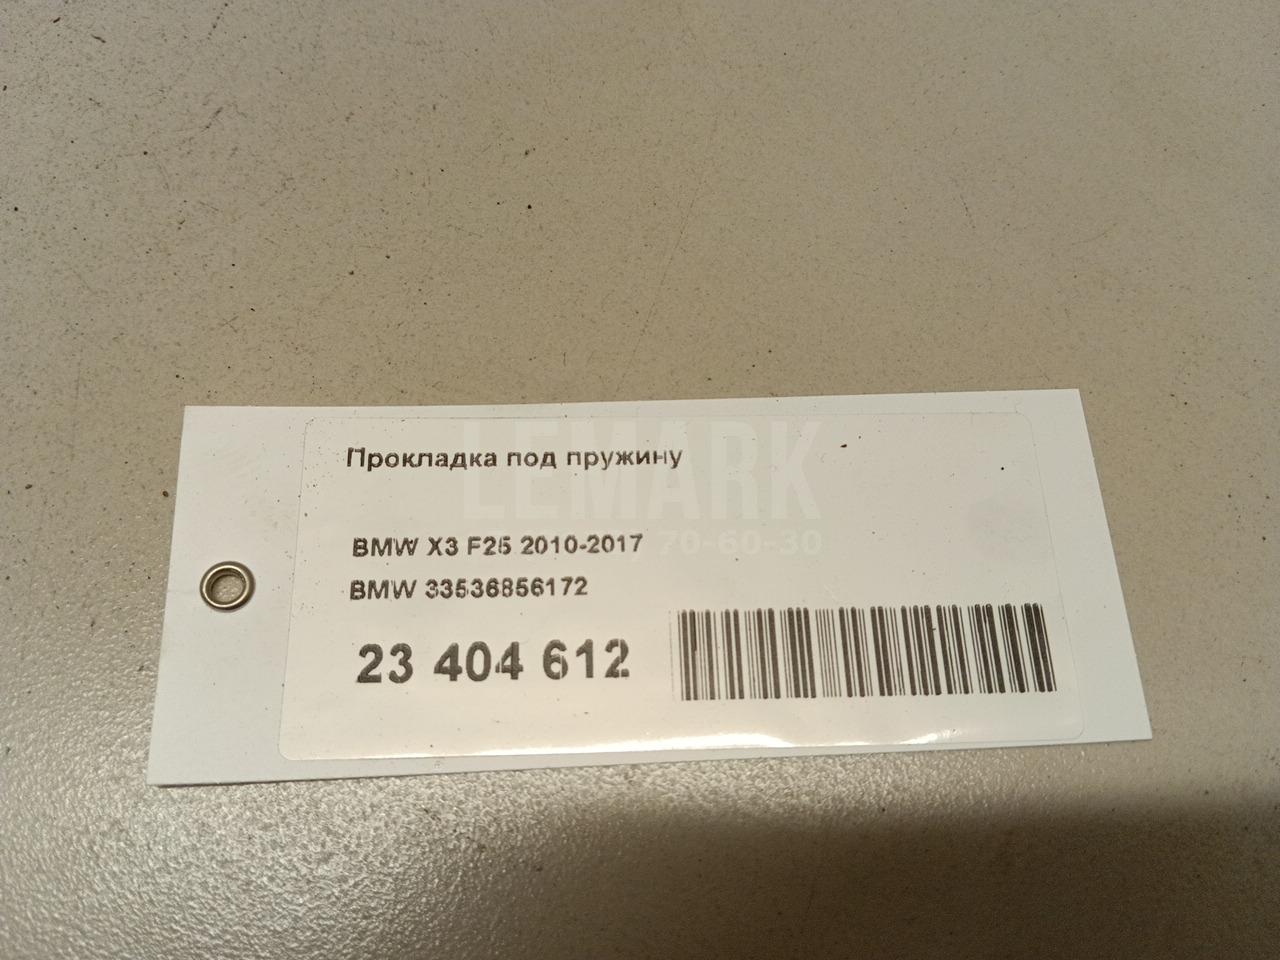 Прокладка под пружину
LEMARK
BMW X3 F25 2010-2017
70-60-30
BMW 33536856172
23 404 612